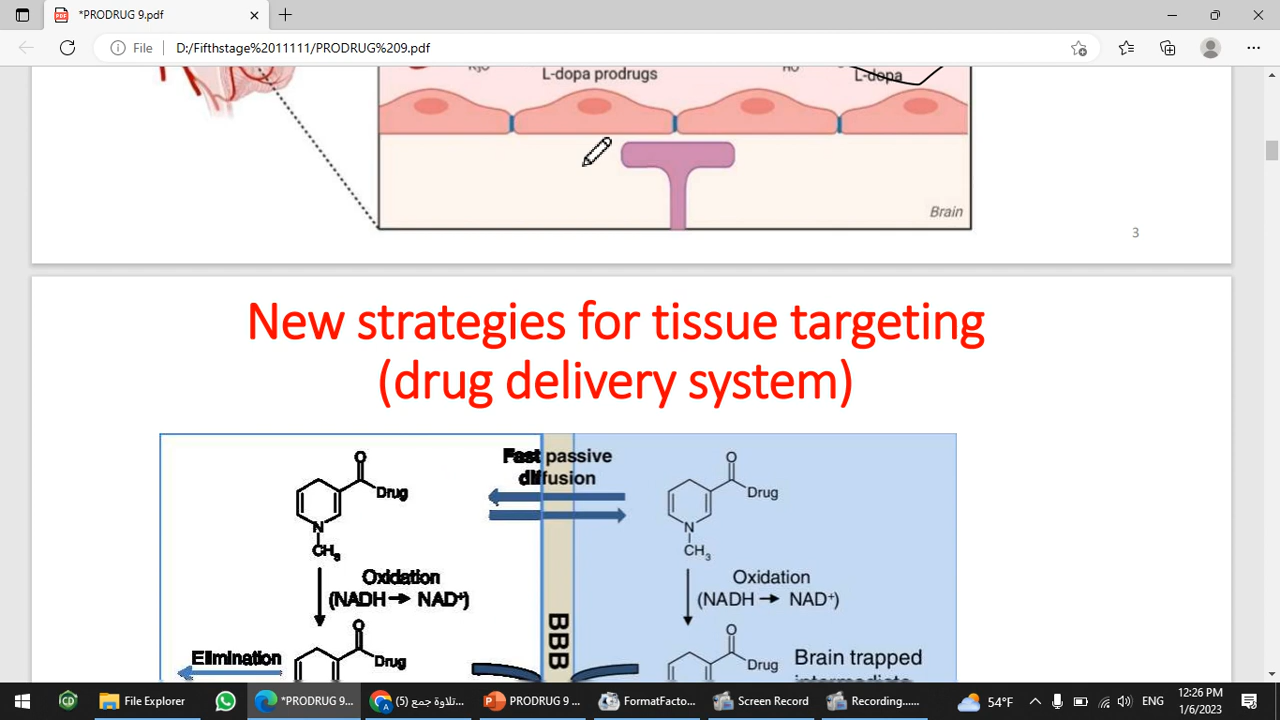 *PRODRUG 9.pdf
File
D:/Fifthstage%2011111/PRODRUG%209.pdf
L-dopa prodrugs
L-dopa
Brain
3
New strategies for tissue targeting
(drug delivery system)
Fast passive
diffusion
O
Drug
N
CH3
O
Drug
N
CH3
Oxidation
(NADH → NAD+)
Oxidation
(NADH → NAD+)
BBB
Elimination
O
Drug
O
Drug
Brain trapped
File Explorer
*PRODRUG 9...
(5) تلاوة جمع...
PRODRUG 9 ...
FormatFacto...
Screen Record
Recording......
54°F
ENG
12:26 PM
1/6/2023